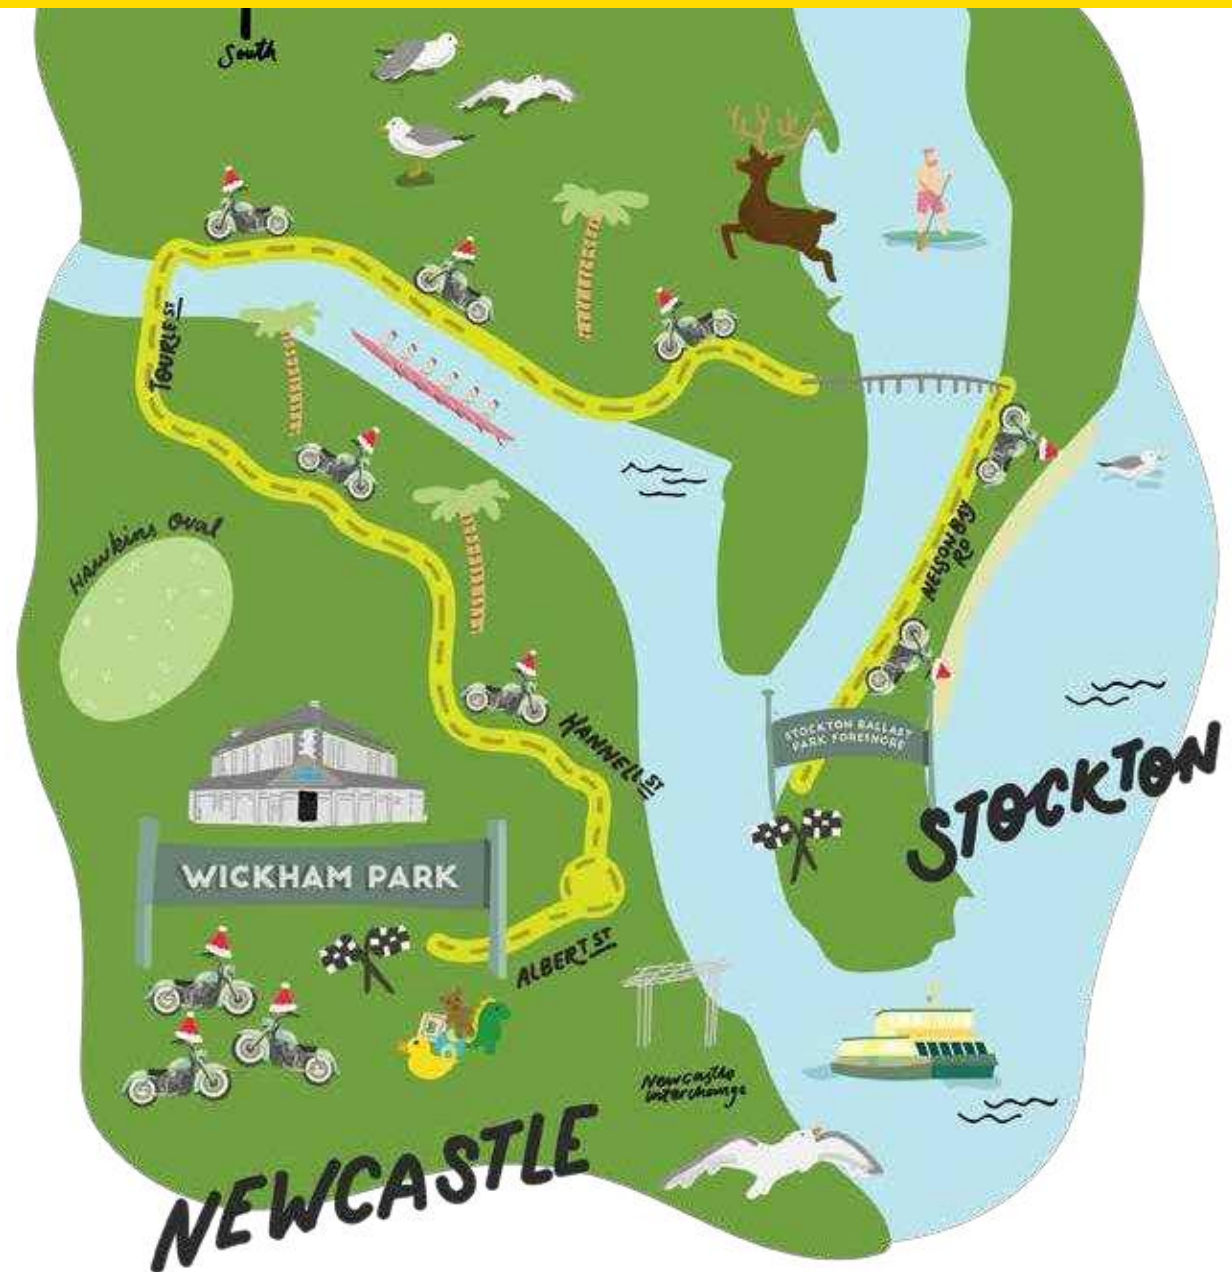 South
TOURLE ST
HAWKINS OVAL
NELSON BAY
RD
STOCKTON BALLAST
PARK FORESHORE
HANNELL ST
STOCKTON
WICKHAM PARK
ALBERT ST
Newcastle
interchange
NEWCASTLE